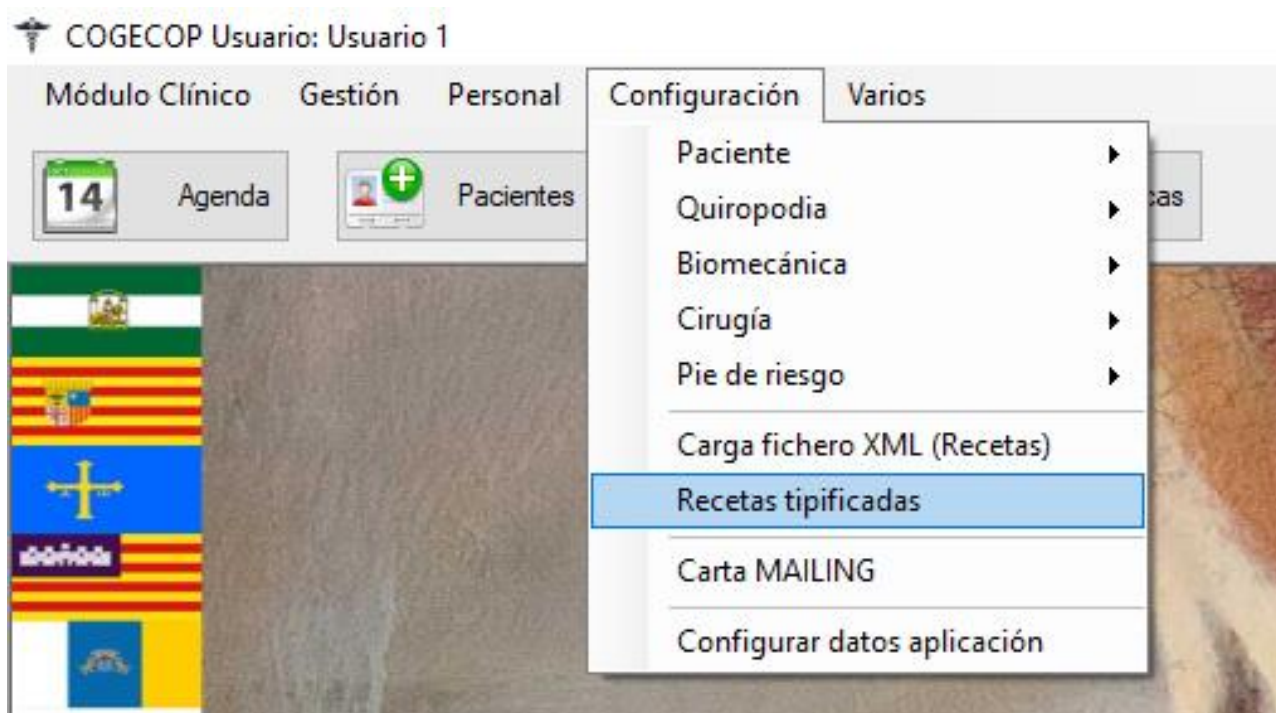 COGECOP Usuario: Usuario 1
Módulo Clínico Gestión Personal Configuración Varios
14 Agenda Pacientes
Paciente
Quiropodia
Biomecánica
Cirugía
Pie de riesgo
Carga fichero XML (Recetas)
Recetas tipificadas
Carta MAILING
Configurar datos aplicación